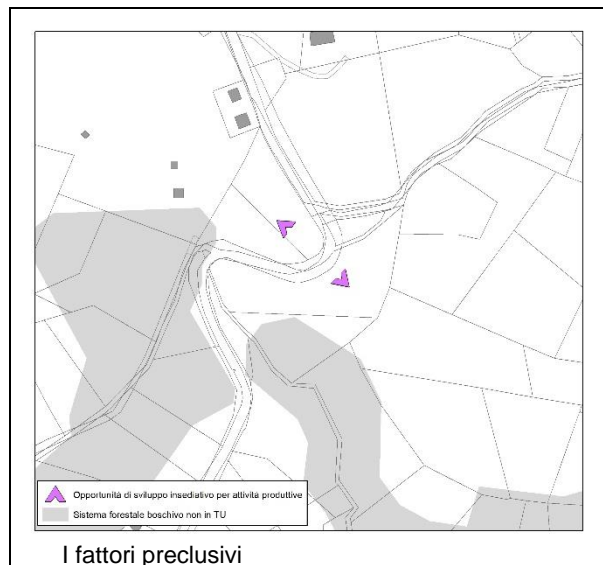 Opportunità di sviluppo insediativo per attività produttive
Sistema forestale boschivo non in TU
I fattori preclusivi